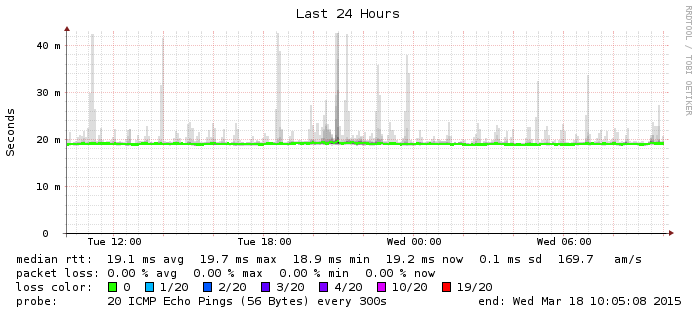 Last 24 Hours
RRDTOOL / TOBI OETIKER
Seconds
40 m
30 m
20 m
10 m
0
Tue 12:00 Tue 18:00 Wed 00:00 Wed 06:00
median rtt: 19.1 ms avg 19.7 ms max 18.9 ms min 19.2 ms now 0.1 ms sd 169.7 am/s
packet loss: 0.00 % avg 0.00 % max 0.00 % min 0.00 % now
loss color: 0 1/20 2/20 3/20 4/20 10/20 19/20
probe: 20 ICMP Echo Pings (56 Bytes) every 300s end: Wed Mar 18 10:05:08 2015